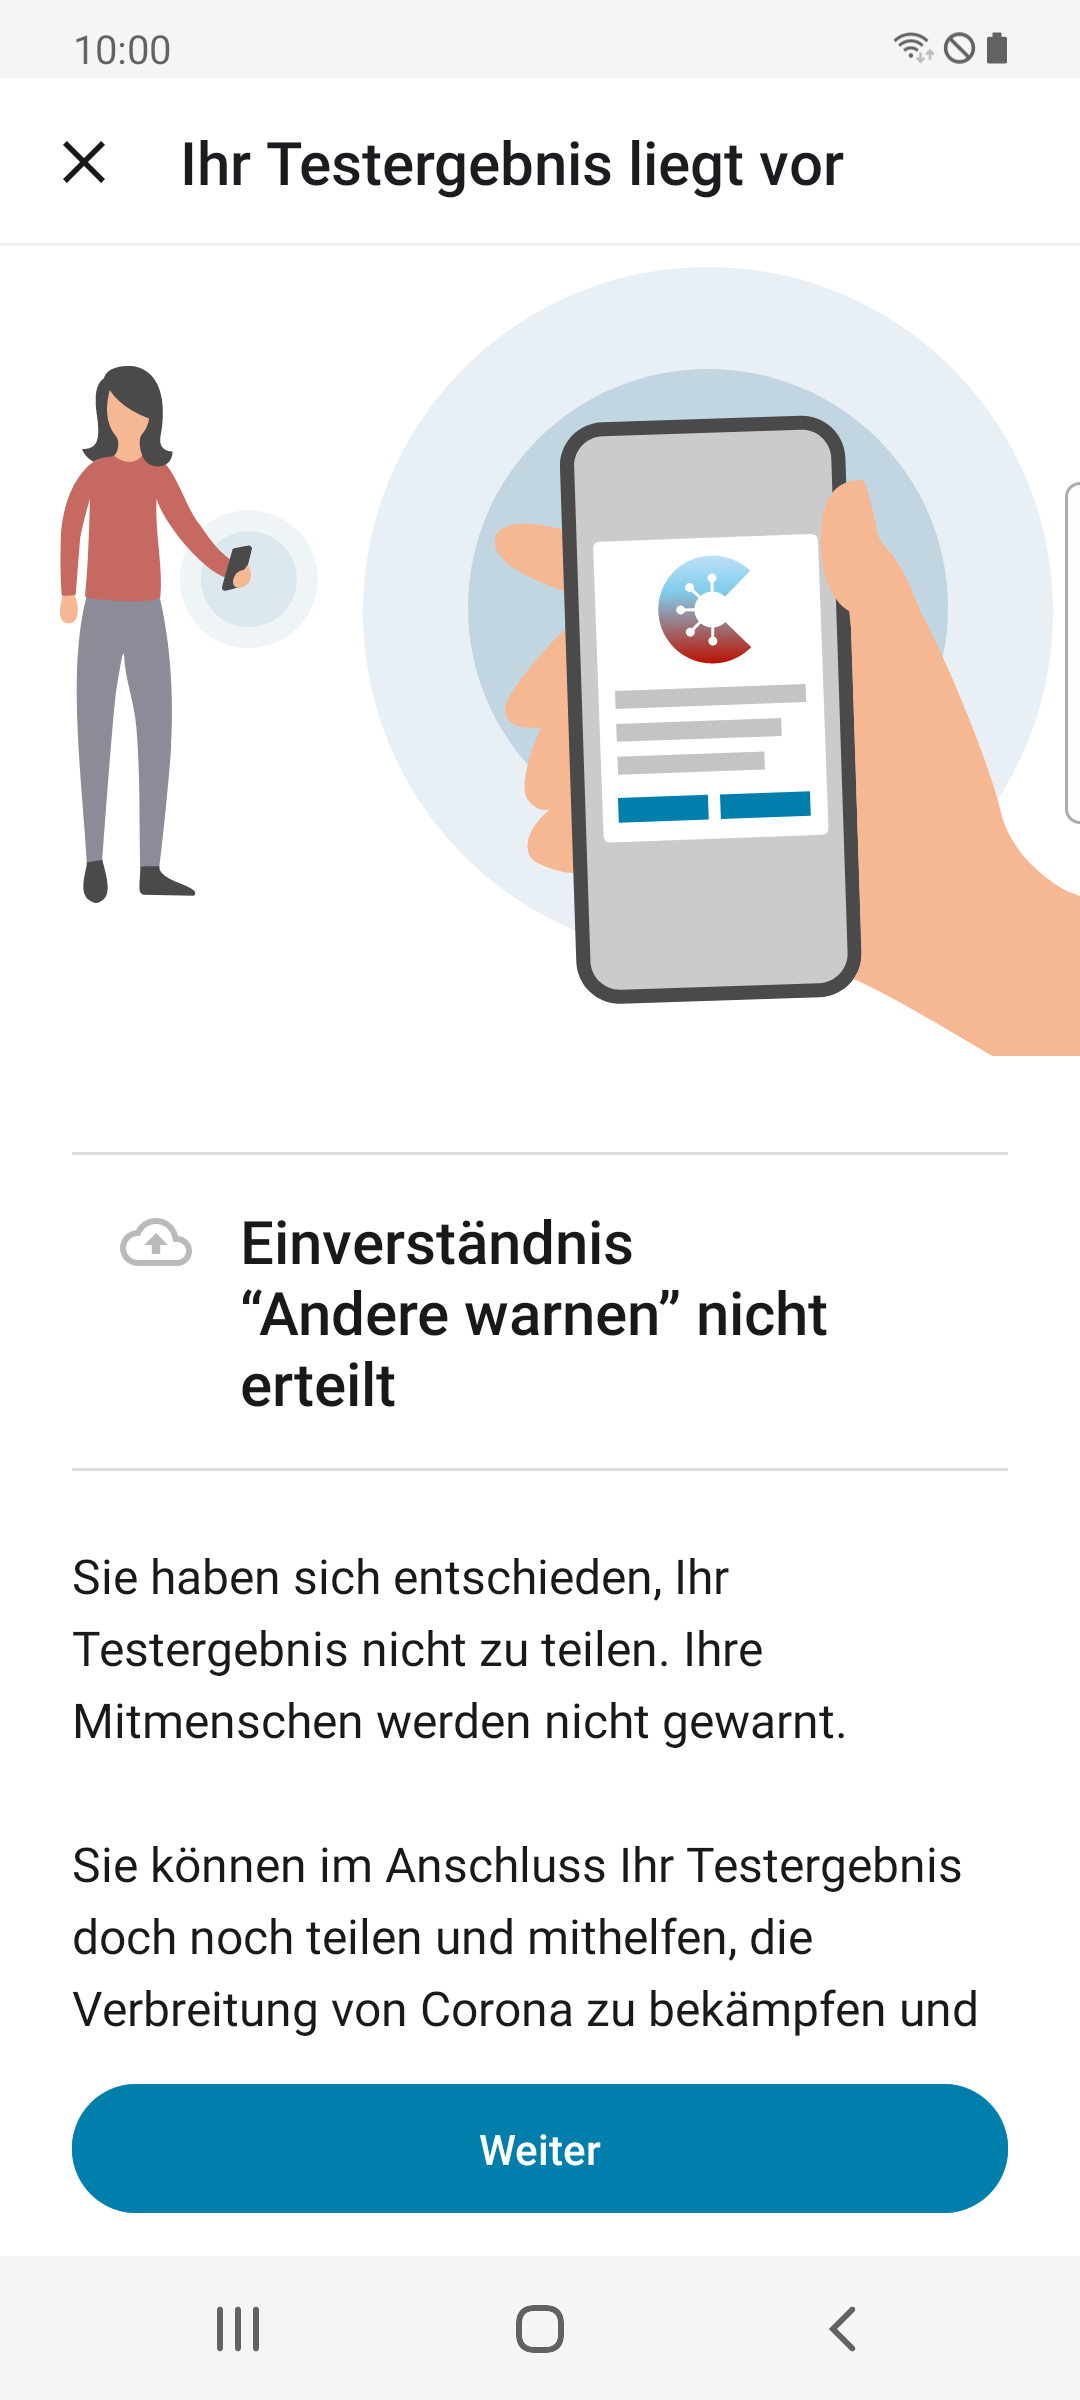 10:00
Ihr Testergebnis liegt vor
Einverständnis
“Andere warnen” nicht
erteilt
Sie haben sich entschieden, Ihr
Testergebnis nicht zu teilen. Ihre
Mitmenschen werden nicht gewarnt.
Sie können im Anschluss Ihr Testergebnis
doch noch teilen und mithelfen, die
Verbreitung von Corona zu bekämpfen und
Weiter